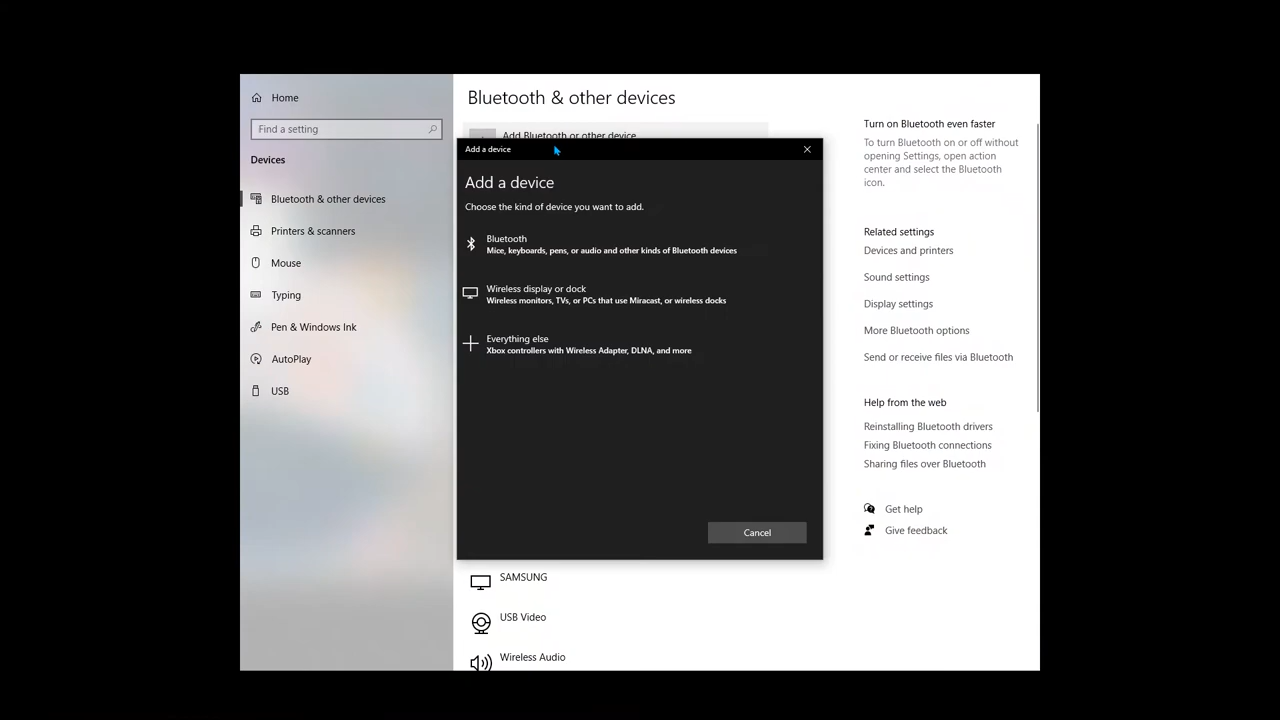 Home
Find a setting
Devices
Bluetooth & other devices
Printers & scanners
Mouse
Typing
Pen & Windows Ink
AutoPlay
USB
Bluetooth & other devices
Add Bluetooth or other device
Add a device
Add a device
Choose the kind of device you want to add.
Bluetooth
Mice, keyboards, pens, or audio and other kinds of Bluetooth devices
Wireless display or dock
Wireless monitors, TVs, or PCs that use Miracast, or wireless docks
Everything else
Xbox controllers with Wireless Adapter, DLNA, and more
Cancel
SAMSUNG
USB Video
Wireless Audio
Turn on Bluetooth even faster
To turn Bluetooth on or off without
opening Settings, open action
center and select the Bluetooth
icon.
Related settings
Devices and printers
Sound settings
Display settings
More Bluetooth options
Send or receive files via Bluetooth
Help from the web
Reinstalling Bluetooth drivers
Fixing Bluetooth connections
Sharing files over Bluetooth
Get help
Give feedback